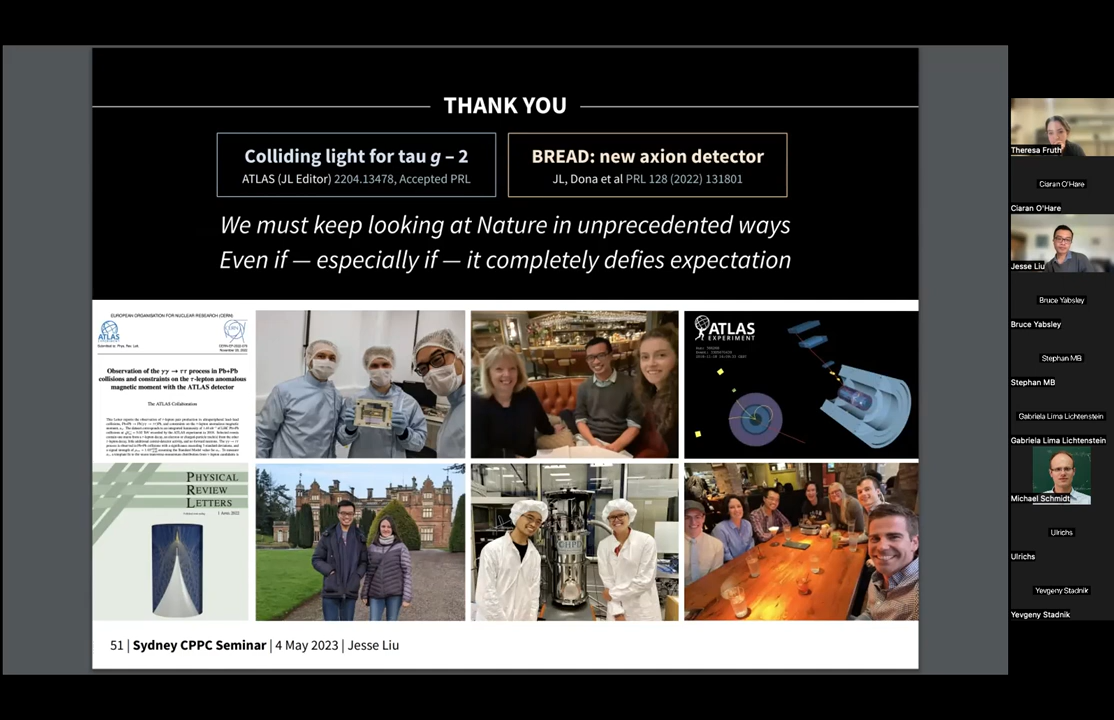 THANK YOU
Colliding light for tau g – 2
ATLAS (JL Editor) 2204.13478, Accepted PRL
BREAD: new axion detector
JL, Dona et al PRL 128 (2022) 131801
We must keep looking at Nature in unprecedented ways
Even if — especially if — it completely defies expectation
EUROPEAN ORGANISATION FOR NUCLEAR RESEARCH (CERN)
ATLAS
CERN
Observation of the γγ → ττ process in Pb+Pb
collisions and constraints on the τ-lepton anomalous
magnetic moment with the ATLAS detector
The ATLAS Collaboration
ATLAS
EXPERIMENT
PHYSICAL
REVIEW
LETTERS
51 | Sydney CPPC Seminar | 4 May 2023 | Jesse Liu
Theresa Fruth
Ciaran O'Hare
Ciaran O'Hare
Jesse Liu
Bruce Yabsley
Bruce Yabsley
Stephan MB
Stephan MB
Gabriela Lima Lichtenstein
Gabriela Lima Lichtenstein
Michael Schmidt
Ulrichs
Ulrichs
Yevgeny Stadnik
Yevgeny Stadnik